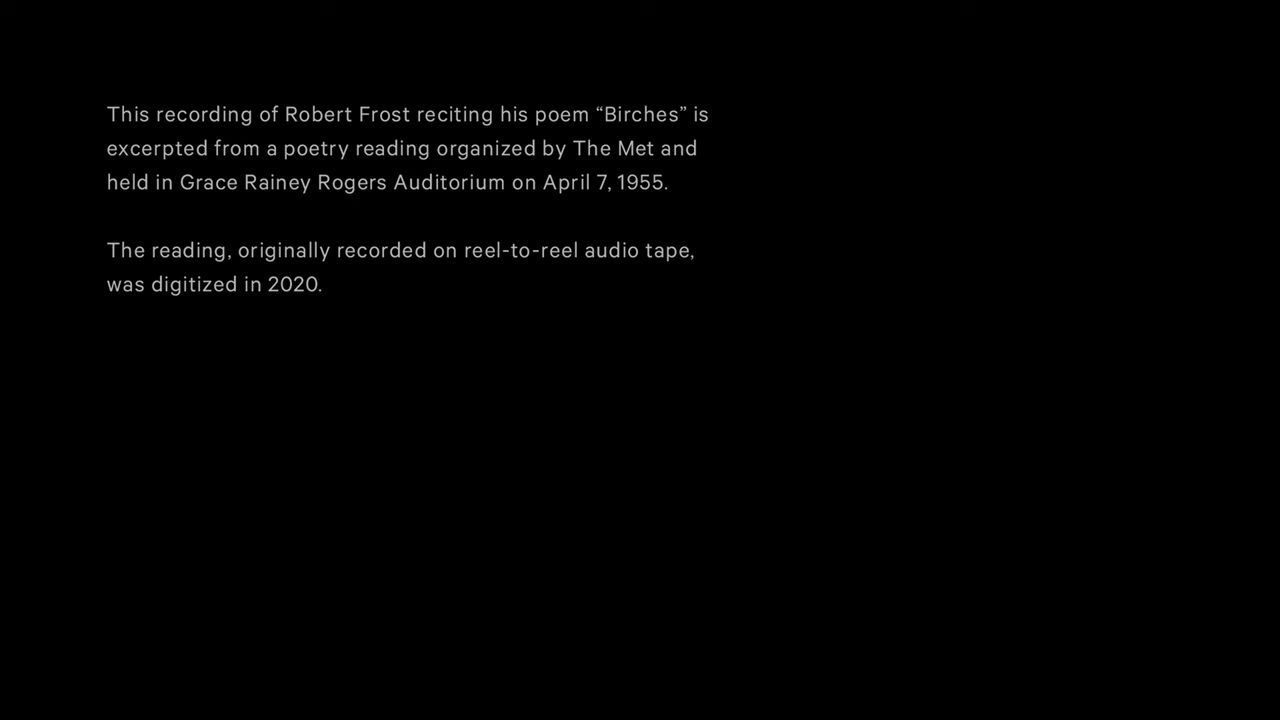 This recording of Robert Frost reciting his poem “Birches” is
excerpted from a poetry reading organized by The Met and
held in Grace Rainey Rogers Auditorium on April 7, 1955.
The reading, originally recorded on reel-to-reel audio tape,
was digitized in 2020.